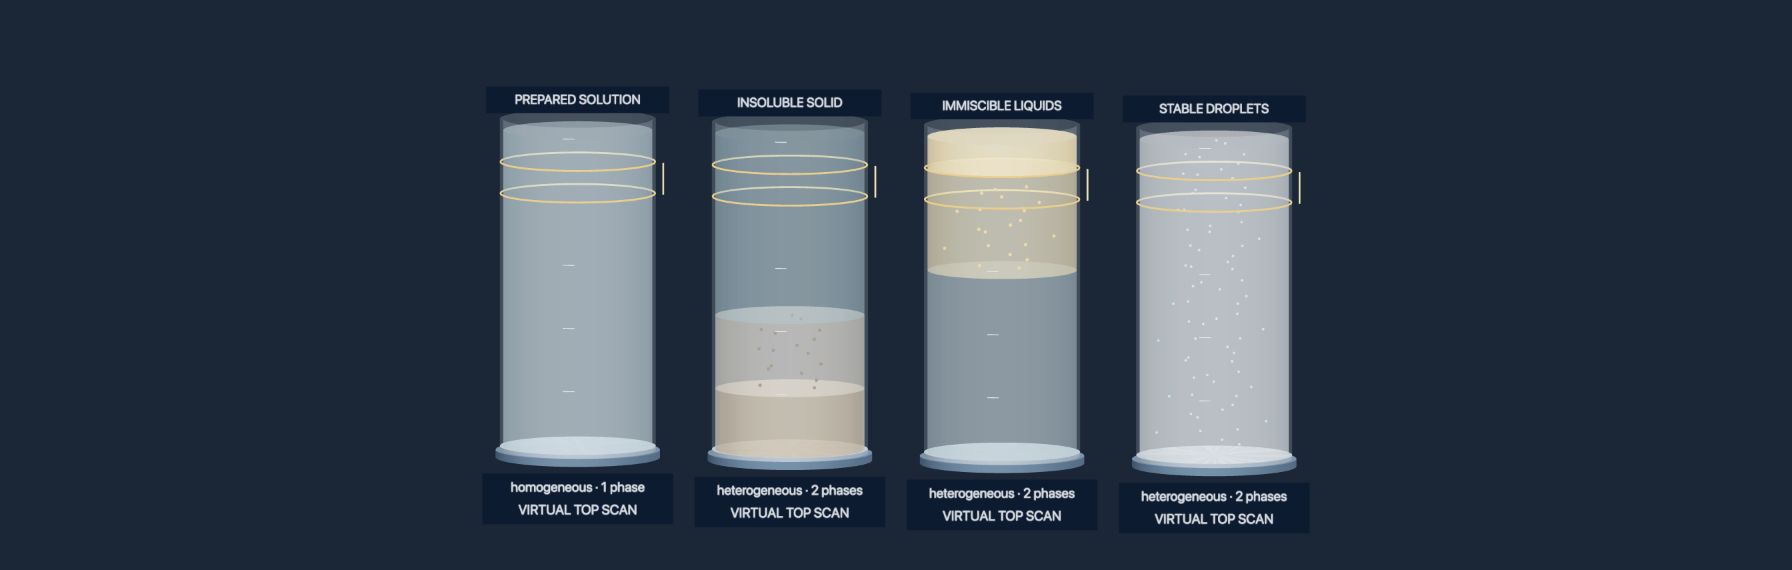 PREPARED SOLUTION
INSOLUBLE SOLID
IMMISCIBLE LIQUIDS
STABLE DROPLETS
homogeneous · 1 phase
VIRTUAL TOP SCAN
heterogeneous · 2 phases
VIRTUAL TOP SCAN
heterogeneous · 2 phases
VIRTUAL TOP SCAN
heterogeneous · 2 phases
VIRTUAL TOP SCAN